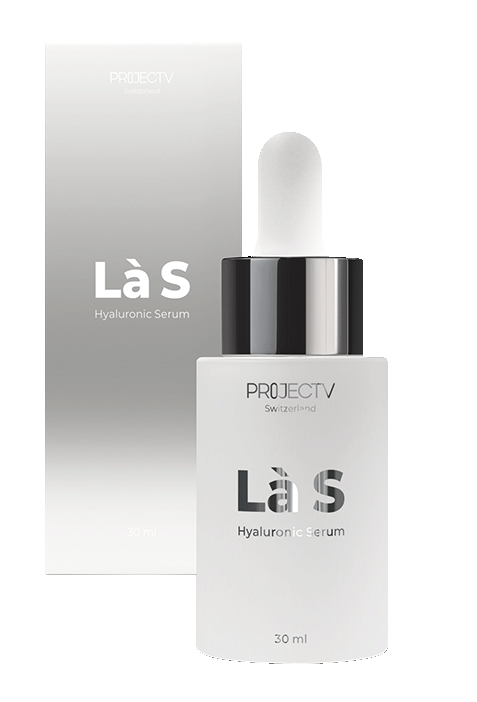 PROJECTV
Switzerland
Là S
Hyaluronic Serum
30 ml
PROJECTV
Switzerland
Là S
Hyaluronic Serum
30 ml